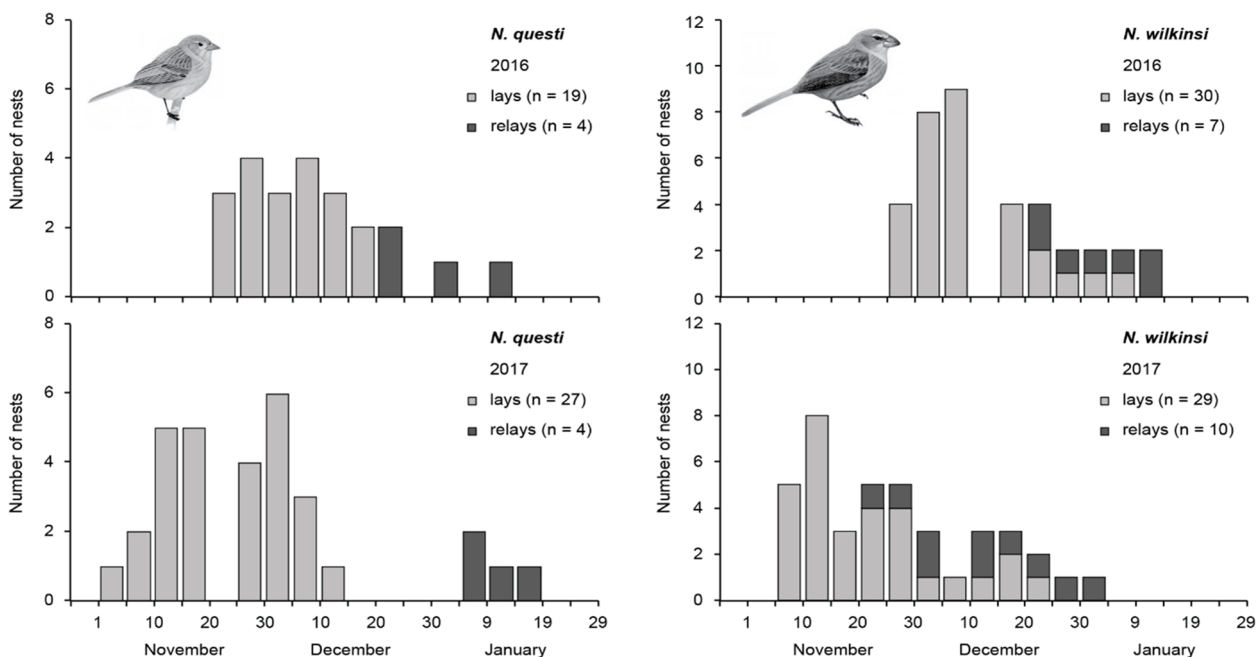 8
6
4
2
0
Number of nests
N. questi
2016
lays (n = 19)
relays (n = 4)
12
10
8
6
4
2
0
Number of nests
N. wilkinsi
2016
lays (n = 30)
relays (n = 7)
8
6
4
2
0
Number of nests
N. questi
2017
lays (n = 27)
relays (n = 4)
1 10 20 30 10 20 30 9 19 29
November December January
12
10
8
6
4
2
0
Number of nests
N. wilkinsi
2017
lays (n = 29)
relays (n = 10)
1 10 20 30 10 20 30 9 19 29
November December January